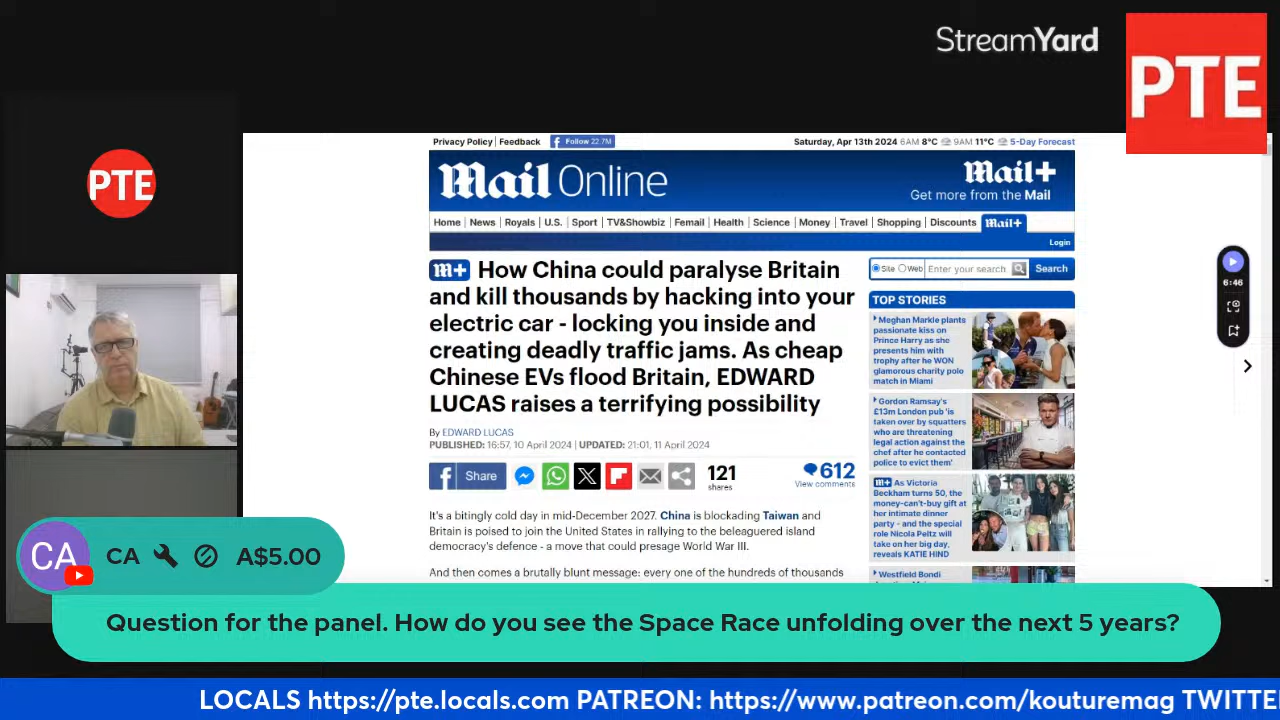 StreamYard
PTE
PTE
Privacy Policy | Feedback
Follow 22.7M
Saturday, Apr 13th 2024 6AM 8°C 9AM 11°C 5-Day Forecast
Mail Online
Mail+
Get more from the Mail
Home | News | Royals | U.S. | Sport | TV&Showbiz | Femail | Health | Science | Money | Travel | Shopping | Discounts
Mail+
Login
m+ How China could paralyse Britain
and kill thousands by hacking into your
electric car - locking you inside and
creating deadly traffic jams. As cheap
Chinese EVs flood Britain, EDWARD
LUCAS raises a terrifying possibility
By EDWARD LUCAS
PUBLISHED: 16:57, 10 April 2024 | UPDATED: 21:01, 11 April 2024
Share
121
shares
612
View comments
It's a bitingly cold day in mid-December 2027. China is blockading Taiwan and
Britain is poised to join the United States in rallying to the beleaguered island
democracy's defence - a move that could presage World War III.
And then comes a brutally blunt message: every one of the hundreds of thousands
Site Web Enter your search Search
TOP STORIES
Meghan Markle plants
passionate kiss on
Prince Harry as she
presents him with
trophy after he WON
glamorous charity polo
match in Miami
Gordon Ramsay's
£13m London pub 'is
taken over by squatters
who are threatening
legal action against the
chef after he contacted
police to evict them'
m+ As Victoria
Beckham turns 50, the
money-can't-buy gift at
her intimate dinner
party - and the special
role Nicola Peltz will
take on her big day,
reveals KATIE HIND
Westfield Bondi
6:46
CA
CA A$5.00
Question for the panel. How do you see the Space Race unfolding over the next 5 years?
LOCALS https://pte.locals.com PATREON: https://www.patreon.com/kouturemag TWITTE